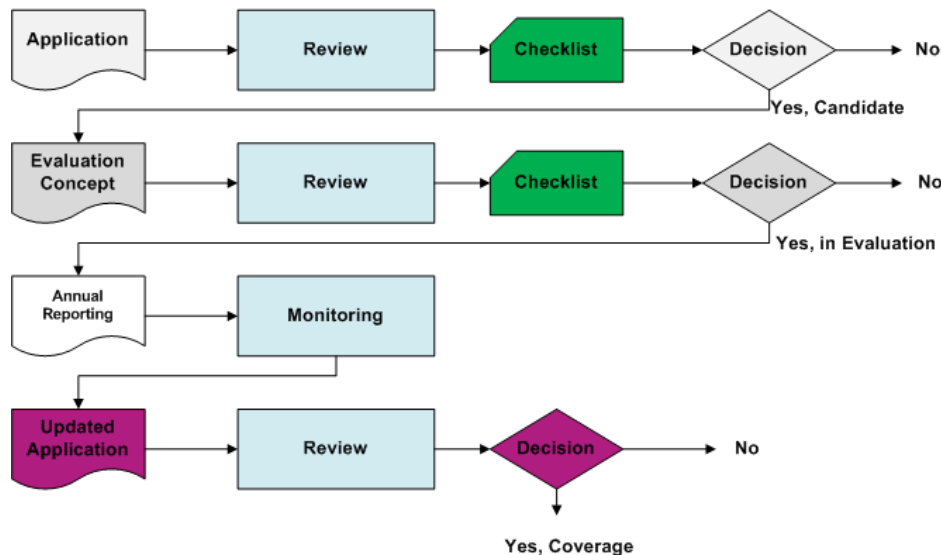 Application
Review
Checklist
Decision
No
Yes, Candidate
Evaluation
Concept
Review
Checklist
Decision
No
Yes, in Evaluation
Annual
Reporting
Monitoring
Updated
Application
Review
Decision
No
Yes, Coverage